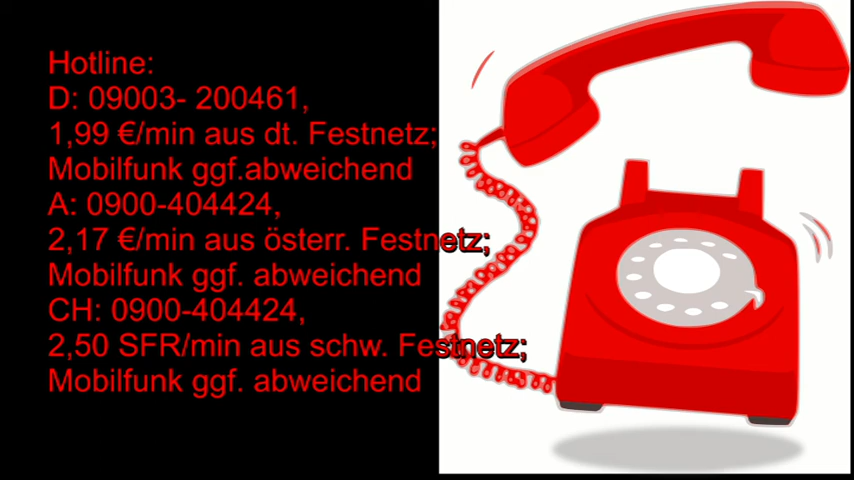 Hotline:
D: 09003- 200461,
1,99 €/min aus dt. Festnetz;
Mobilfunk ggf.abweichend
A: 0900-404424,
2,17 €/min aus österr. Festnetz;
Mobilfunk ggf. abweichend
CH: 0900-404424,
2,50 SFR/min aus schw. Festnetz;
Mobilfunk ggf. abweichend